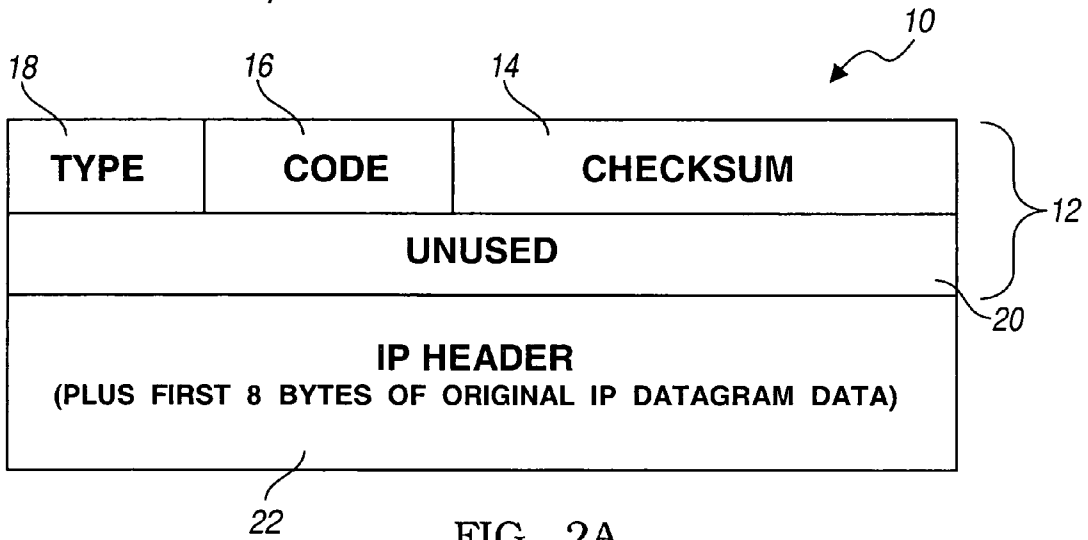 10
18 16 14
TYPE CODE CHECKSUM
12
UNUSED
20
IP HEADER
(PLUS FIRST 8 BYTES OF ORIGINAL IP DATAGRAM DATA)
22
FIG. 2A